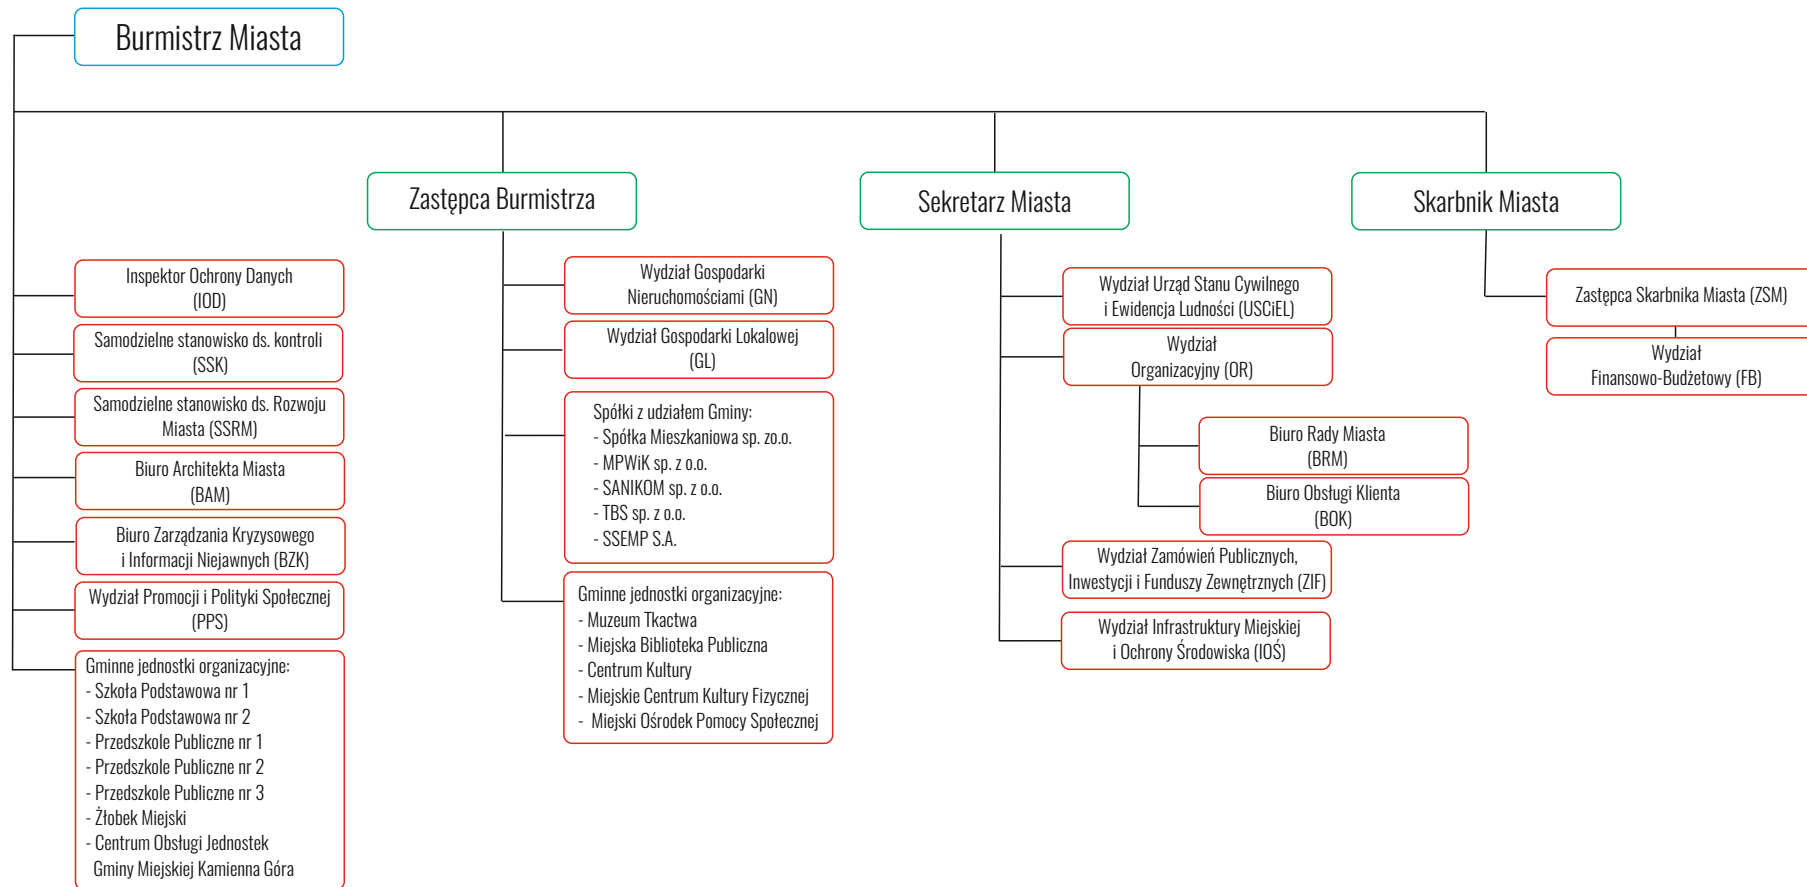 Burmistrz Miasta
Zastępca Burmistrza
Sekretarz Miasta
Skarbnik Miasta
Inspektor Ochrony Danych
(IOD)
Samodzielne stanowisko ds. kontroli
(SSK)
Samodzielne stanowisko ds. Rozwoju
Miasta (SSRM)
Biuro Architekta Miasta
(BAM)
Biuro Zarządzania Kryzysowego
i Informacji Niejawnych (BZK)
Wydział Promocji i Polityki Społecznej
(PPS)
Gminne jednostki organizacyjne:
- Szkoła Podstawowa nr 1
- Szkoła Podstawowa nr 2
- Przedszkole Publiczne nr 1
- Przedszkole Publiczne nr 2
- Przedszkole Publiczne nr 3
- Żłobek Miejski
- Centrum Obsługi Jednostek
Gminy Miejskiej Kamienna Góra
Wydział Gospodarki
Nieruchomościami (GN)
Wydział Gospodarki Lokalowej
(GL)
Spółki z udziałem Gminy:
- Spółka Mieszkaniowa sp. zo.o.
- MPWiK sp. z o.o.
- SANIKOM sp. z o.o.
- TBS sp. z o.o.
- SSEMP S.A.
Gminne jednostki organizacyjne:
- Muzeum Tkactwa
- Miejska Biblioteka Publiczna
- Centrum Kultury
- Miejskie Centrum Kultury Fizycznej
- Miejski Ośrodek Pomocy Społecznej
Wydział Urząd Stanu Cywilnego
i Ewidencja Ludności (USCiEL)
Wydział
Organizacyjny (OR)
Biuro Rady Miasta
(BRM)
Biuro Obsługi Klienta
(BOK)
Wydział Zamówień Publicznych,
Inwestycji i Funduszy Zewnętrznych (ZIF)
Wydział Infrastruktury Miejskiej
i Ochrony Środowiska (IOŚ)
Zastępca Skarbnika Miasta (ZSM)
Wydział
Finansowo-Budżetowy (FB)